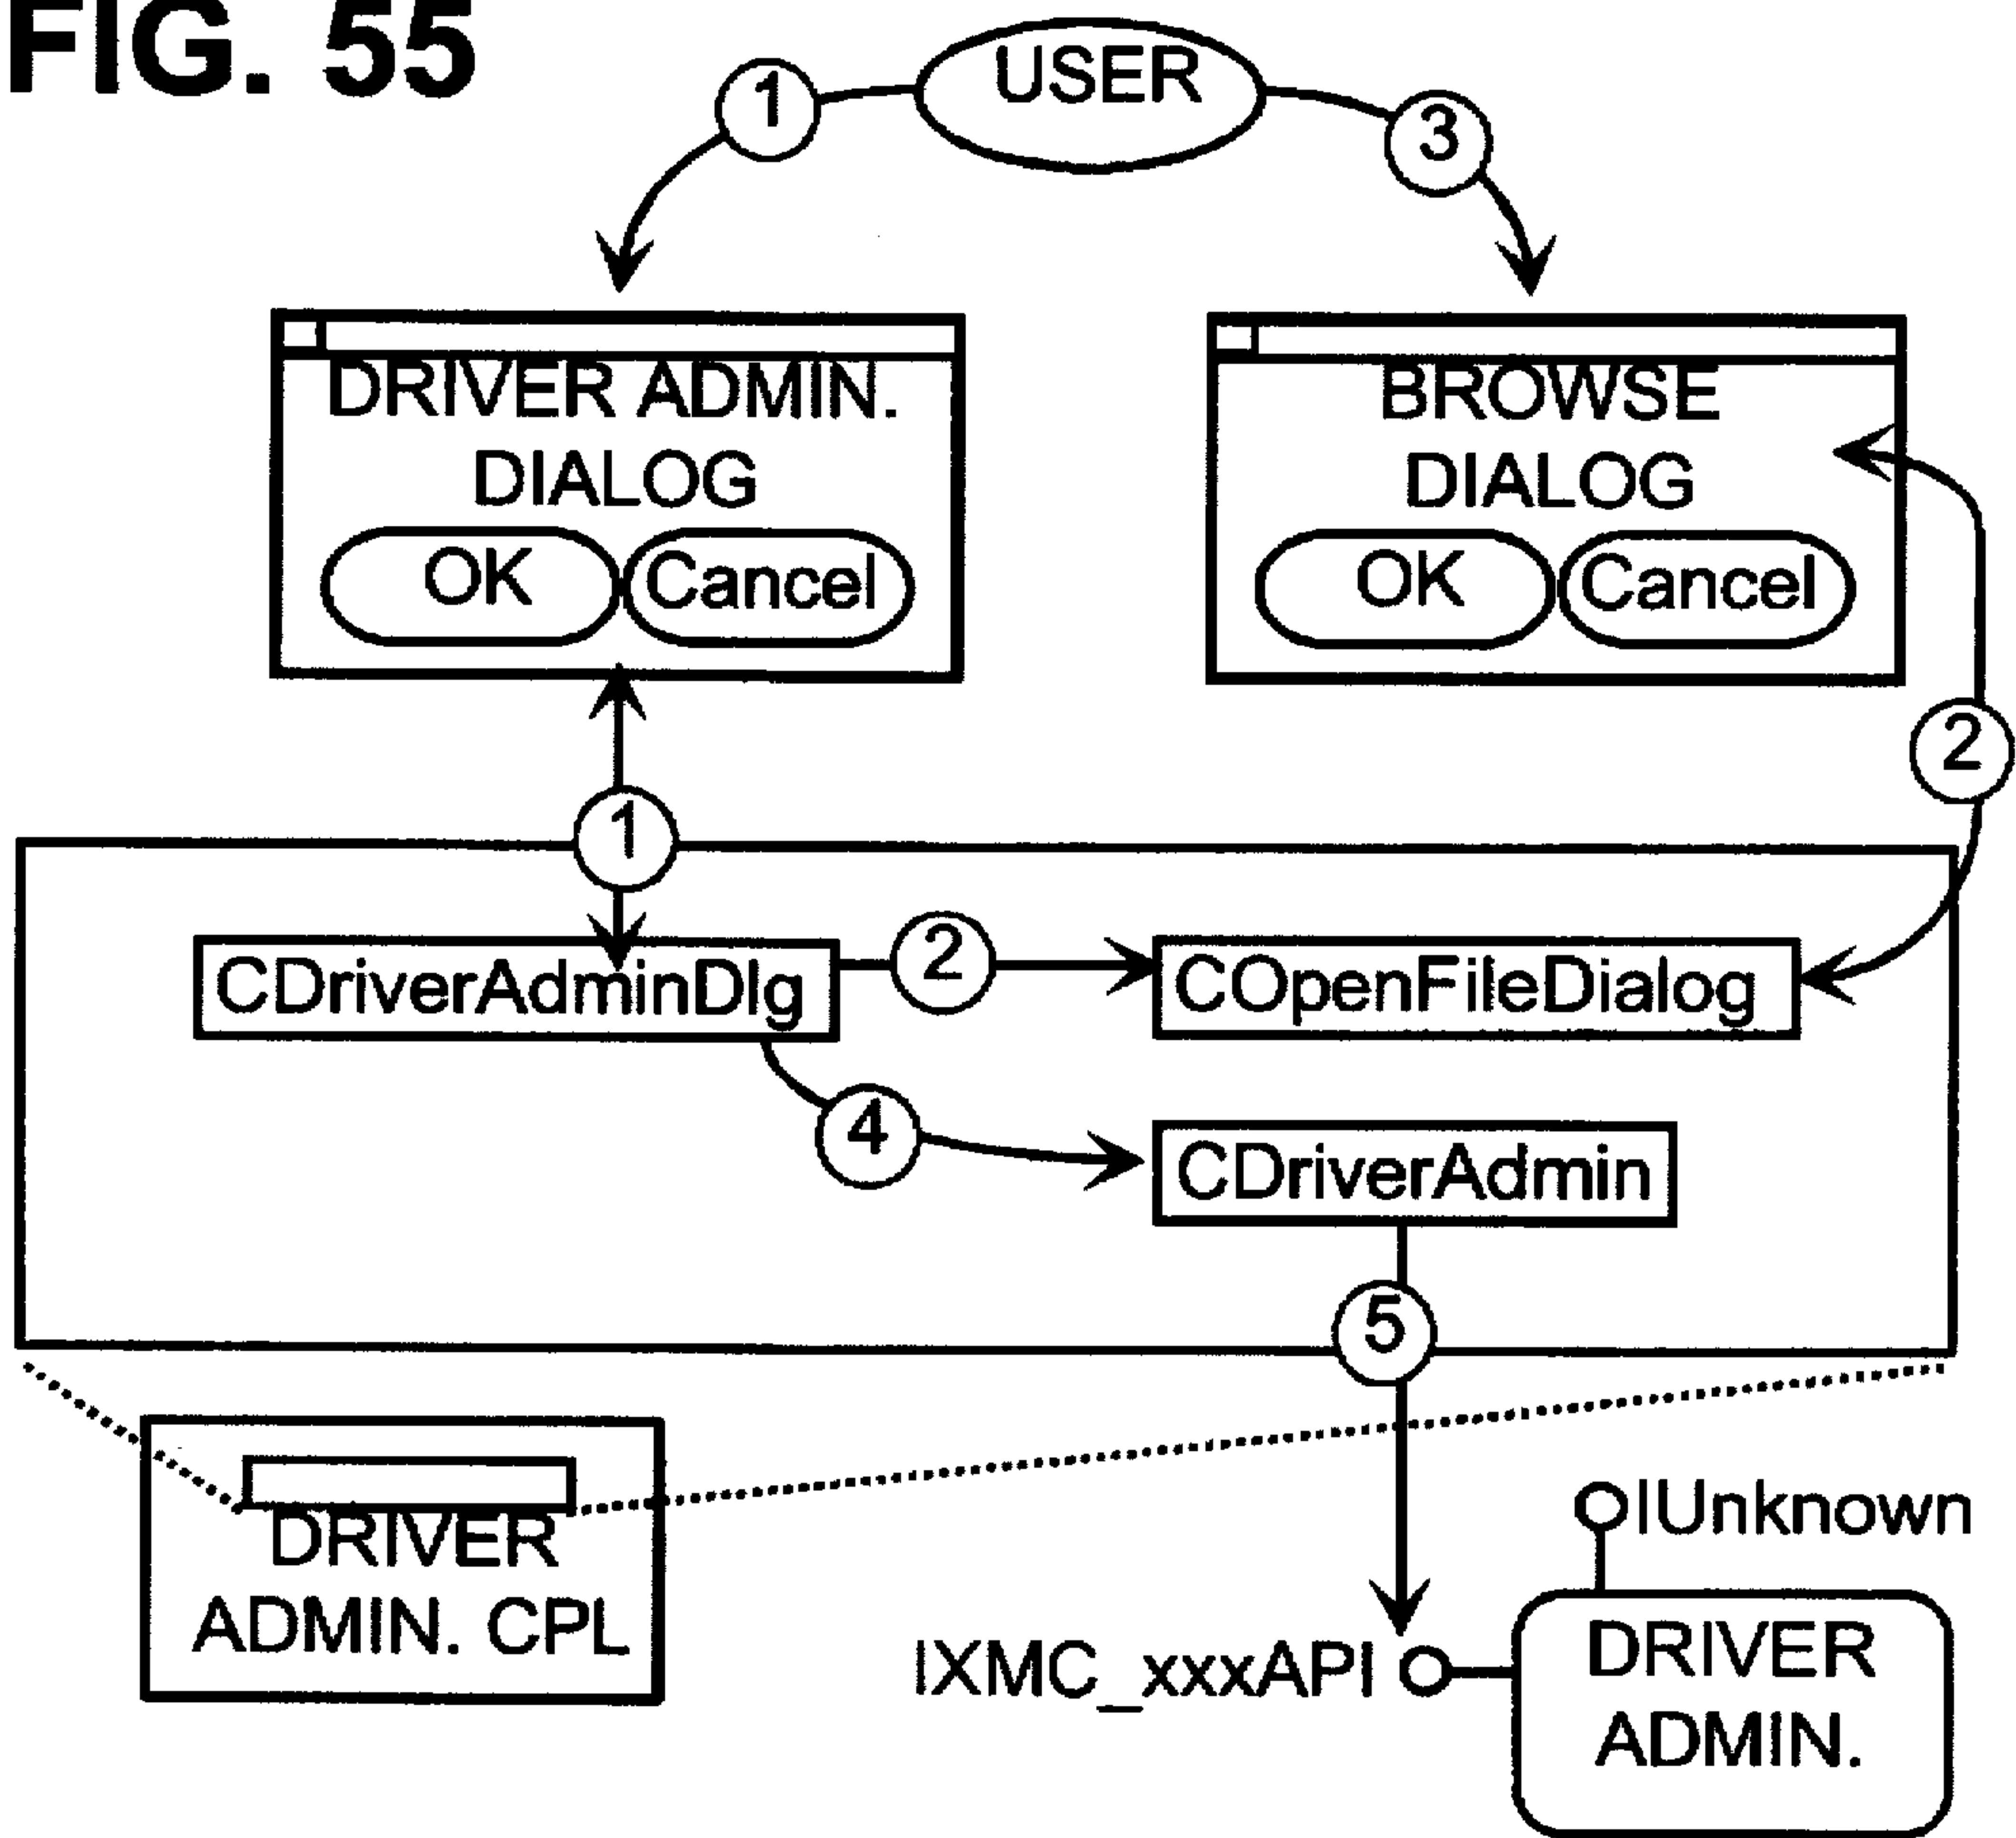 FIG. 55
USER
1
3
DRIVER ADMIN.
DIALOG
OK
Cancel
BROWSE
DIALOG
OK
Cancel
2
1
CDriverAdminDlg
2
COpenFileDialog
4
CDriverAdmin
5
DRIVER
ADMIN. CPL
IUnknown
IXMC_xxxAPI
DRIVER
ADMIN.